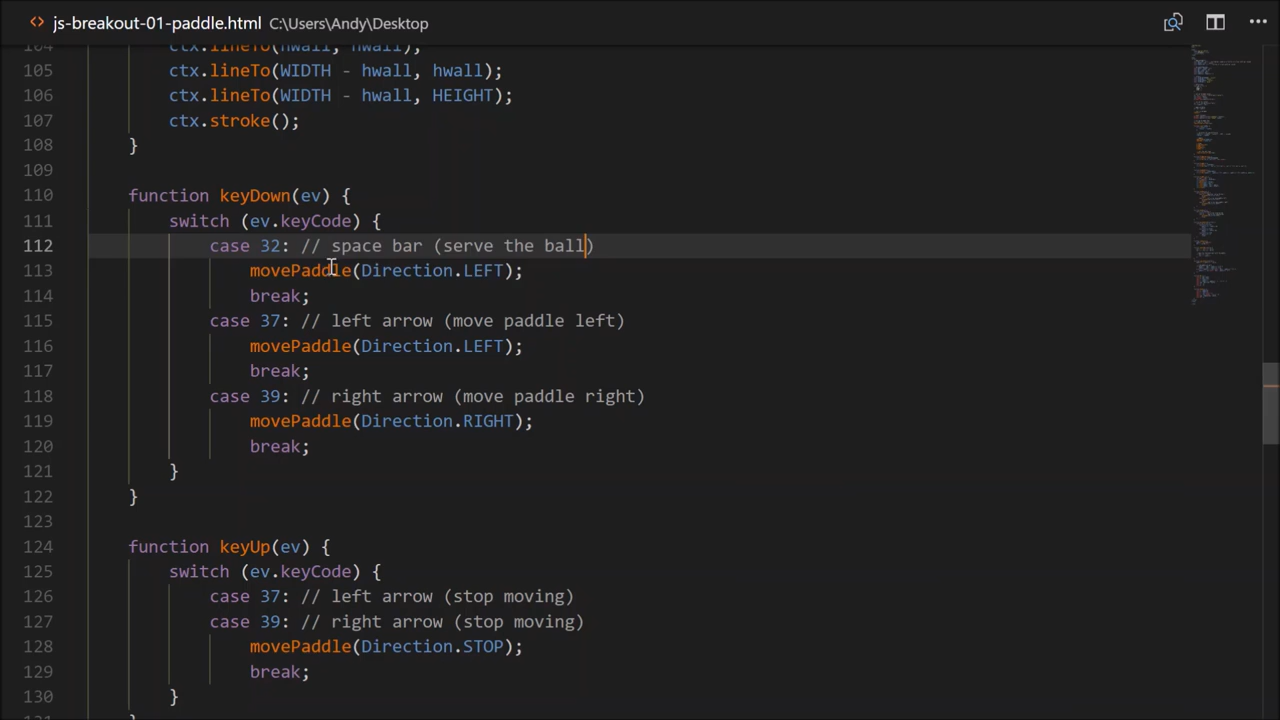 js-breakout-01-paddle.html C:\Users\Andy\Desktop
104 ctx.lineTo(hwall, hwall);
105 ctx.lineTo(WIDTH - hwall, hwall);
106 ctx.lineTo(WIDTH - hwall, HEIGHT);
107 ctx.stroke();
108 }
109
110 function keyDown(ev) {
111 switch (ev.keyCode) {
112 case 32: // space bar (serve the ball)
113 movePaddle(Direction.LEFT);
114 break;
115 case 37: // left arrow (move paddle left)
116 movePaddle(Direction.LEFT);
117 break;
118 case 39: // right arrow (move paddle right)
119 movePaddle(Direction.RIGHT);
120 break;
121 }
122 }
123
124 function keyUp(ev) {
125 switch (ev.keyCode) {
126 case 37: // left arrow (stop moving)
127 case 39: // right arrow (stop moving)
128 movePaddle(Direction.STOP);
129 break;
130 }